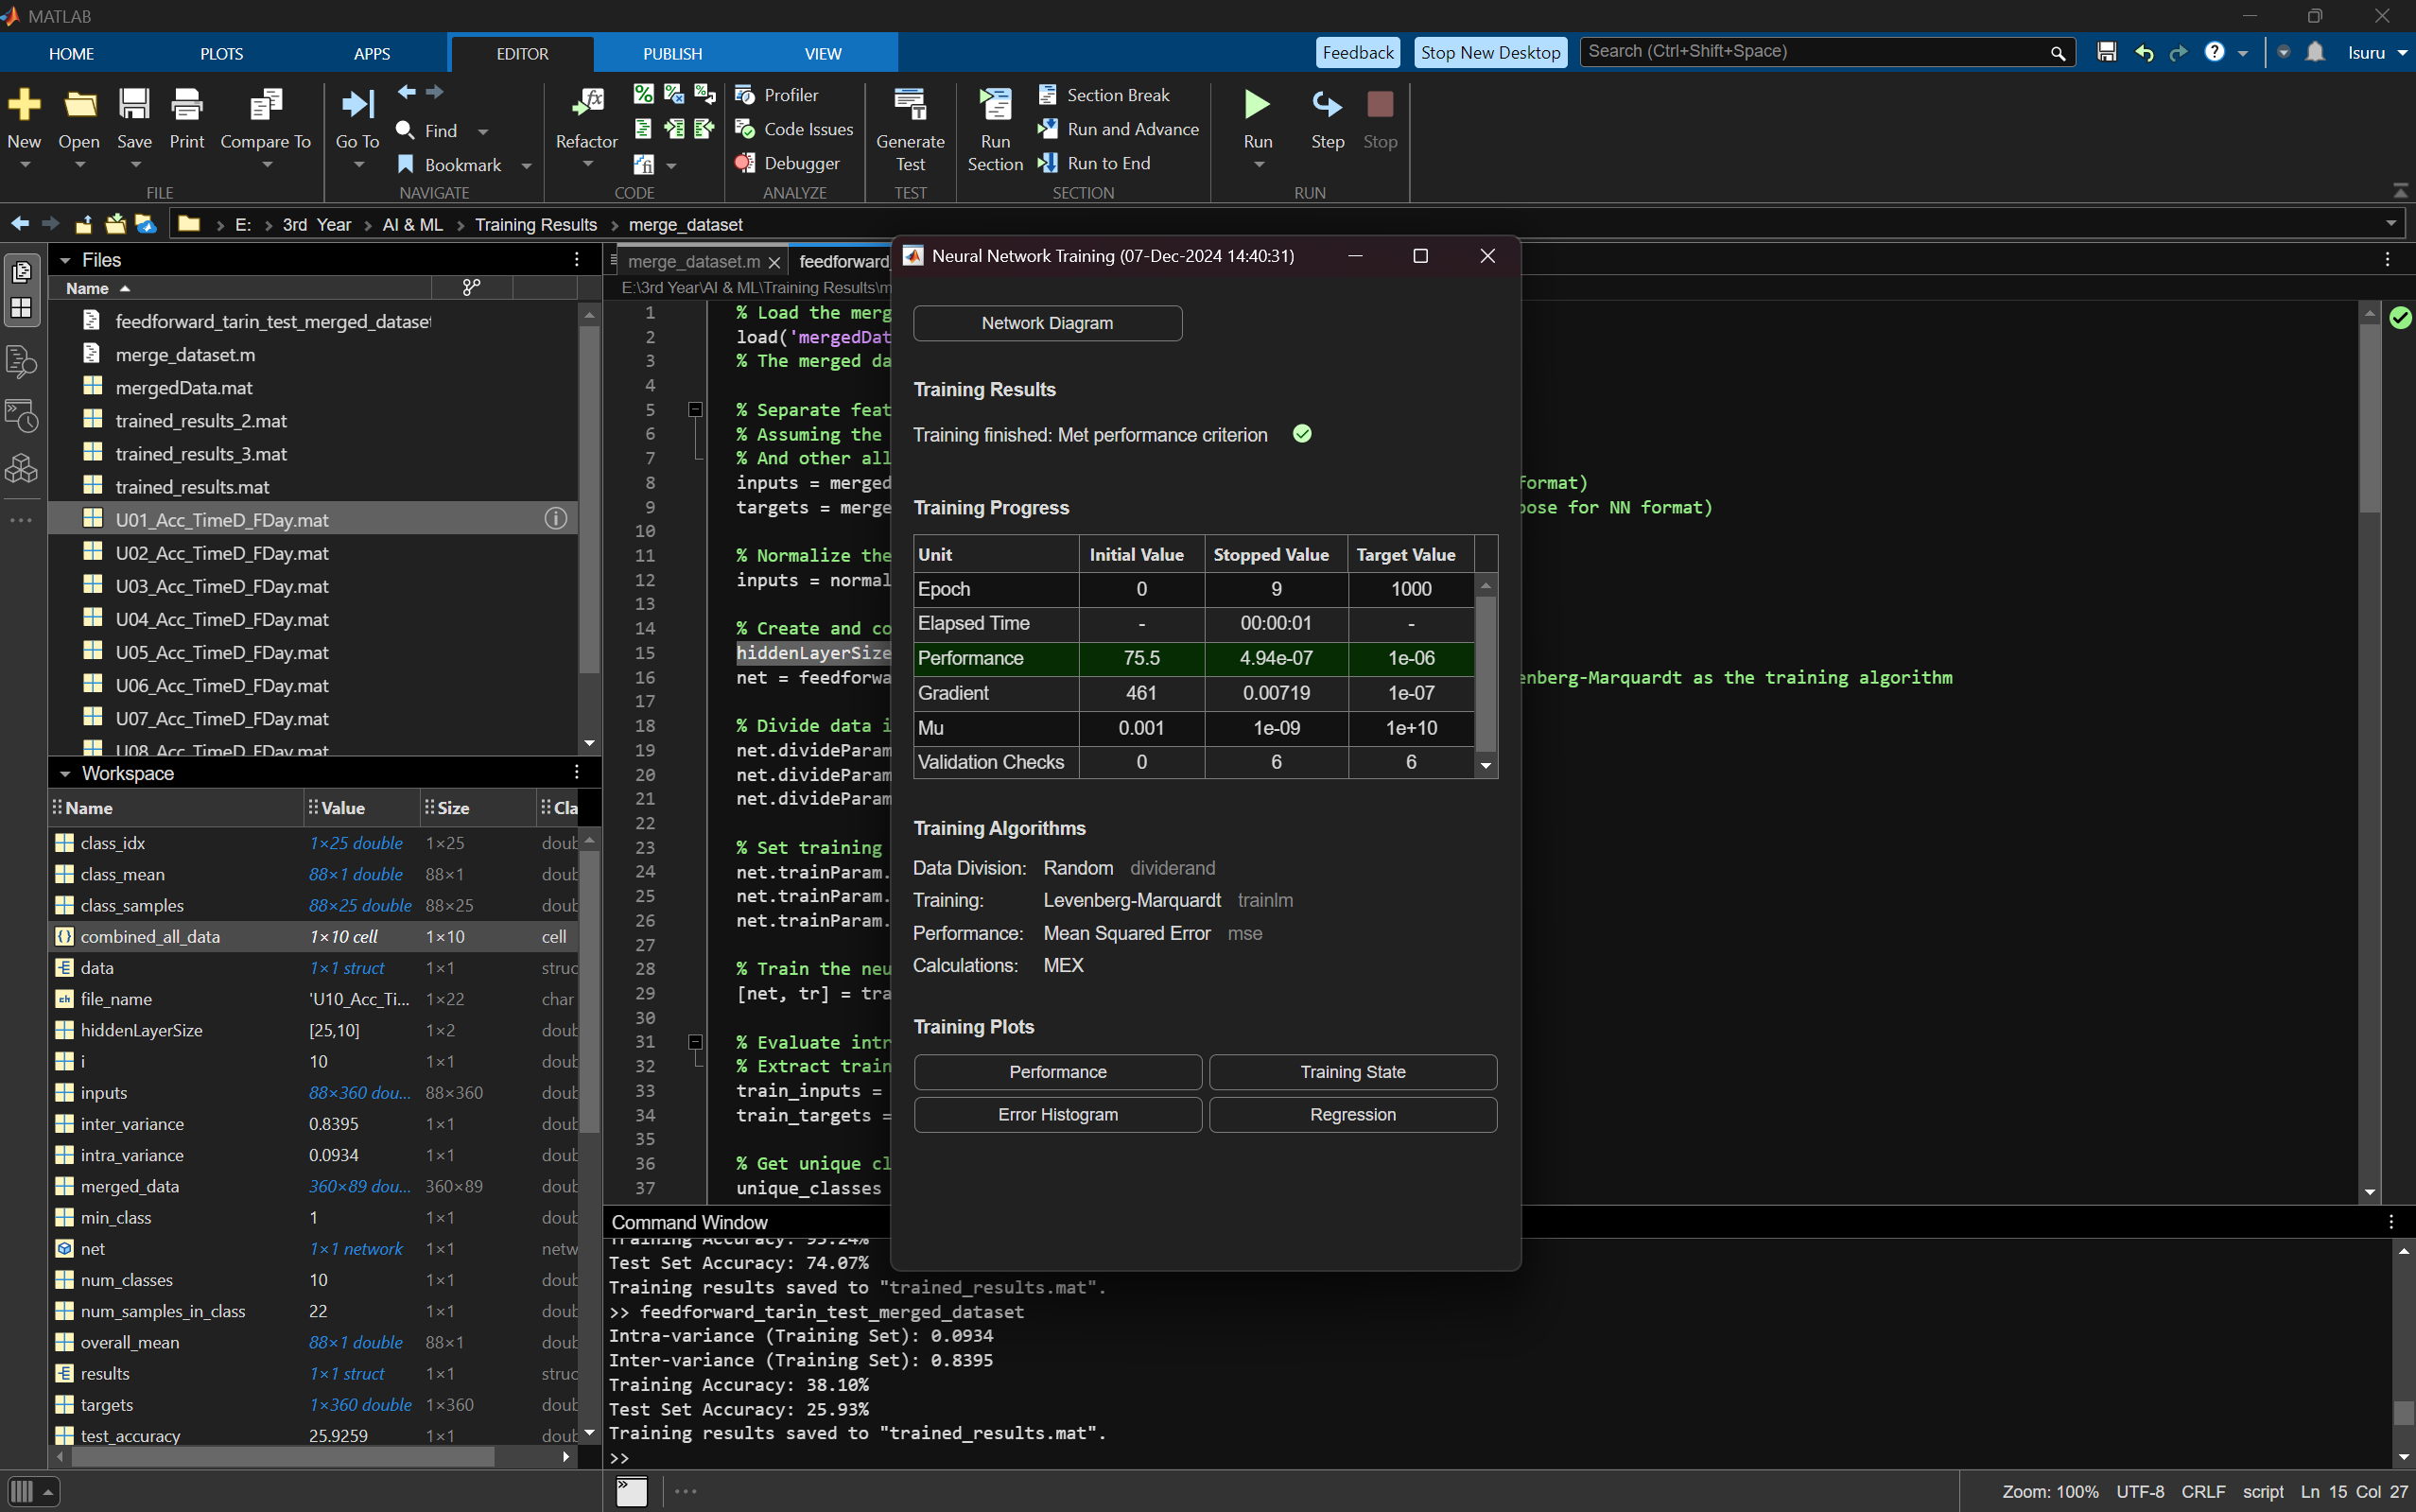 MATLAB
HOME PLOTS APPS EDITOR PUBLISH VIEW Feedback Stop New Desktop Search (Ctrl+Shift+Space) Isuru
New Open Save Print Compare To
FILE
Go To Find Bookmark
NAVIGATE
Refactor
CODE
Profiler
Code Issues
Debugger
ANALYZE
Generate Test
TEST
Run Section
Section Break
Run and Advance
Run to End
SECTION
Run Step Stop
RUN
E: › 3rd Year › AI & ML › Training Results › merge_dataset
Files
Name
feedforward_tarin_test_merged_dataset
merge_dataset.m
mergedData.mat
trained_results_2.mat
trained_results_3.mat
trained_results.mat
U01_Acc_TimeD_FDay.mat
U02_Acc_TimeD_FDay.mat
U03_Acc_TimeD_FDay.mat
U04_Acc_TimeD_FDay.mat
U05_Acc_TimeD_FDay.mat
U06_Acc_TimeD_FDay.mat
U07_Acc_TimeD_FDay.mat
U08_Acc_TimeD_FDay.mat
Workspace
Name Value Size Cla
class_idx 1×25 double 1×25 doub
class_mean 88×1 double 88×1 doub
class_samples 88×25 double 88×25 doub
combined_all_data 1×10 cell 1×10 cell
data 1×1 struct 1×1 struc
file_name 'U10_Acc_Ti... 1×22 char
hiddenLayerSize [25,10] 1×2 doub
i 10 1×1 doub
inputs 88×360 dou... 88×360 doub
inter_variance 0.8395 1×1 doub
intra_variance 0.0934 1×1 doub
merged_data 360×89 dou... 360×89 doub
min_class 1 1×1 doub
net 1×1 network 1×1 netw
num_classes 10 1×1 doub
num_samples_in_class 22 1×1 doub
overall_mean 88×1 double 88×1 doub
results 1×1 struct 1×1 struc
targets 1×360 double 1×360 doub
test_accuracy 25.9259 1×1 doub
merge_dataset.m feedforward
E:\3rd Year\AI & ML\Training Results\m
1 % Load the merg
2 load('mergedDat
3 % The merged da
4
5 % Separate feat
6 % Assuming the
7 % And other all
8 inputs = merged format)
9 targets = merge pose for NN format)
10
11 % Normalize the
12 inputs = normal
13
14 % Create and co
15 hiddenLayerSize
16 net = feedforwa enberg-Marquardt as the training algorithm
17
18 % Divide data i
19 net.divideParam
20 net.divideParam
21 net.divideParam
22
23 % Set training
24 net.trainParam.
25 net.trainParam.
26 net.trainParam.
27
28 % Train the neu
29 [net, tr] = tra
30
31 % Evaluate intr
32 % Extract train
33 train_inputs =
34 train_targets =
35
36 % Get unique cl
37 unique_classes
Neural Network Training (07-Dec-2024 14:40:31)
Network Diagram
Training Results
Training finished: Met performance criterion
Training Progress
Unit Initial Value Stopped Value Target Value
Epoch 0 9 1000
Elapsed Time - 00:00:01 -
Performance 75.5 4.94e-07 1e-06
Gradient 461 0.00719 1e-07
Mu 0.001 1e-09 1e+10
Validation Checks 0 6 6
Training Algorithms
Data Division: Random dividerand
Training: Levenberg-Marquardt trainlm
Performance: Mean Squared Error mse
Calculations: MEX
Training Plots
Performance Training State
Error Histogram Regression
Command Window
Training Accuracy: 95.24%
Test Set Accuracy: 74.07%
Training results saved to "trained_results.mat".
>> feedforward_tarin_test_merged_dataset
Intra-variance (Training Set): 0.0934
Inter-variance (Training Set): 0.8395
Training Accuracy: 38.10%
Test Set Accuracy: 25.93%
Training results saved to "trained_results.mat".
>>
Zoom: 100% UTF-8 CRLF script Ln 15 Col 27